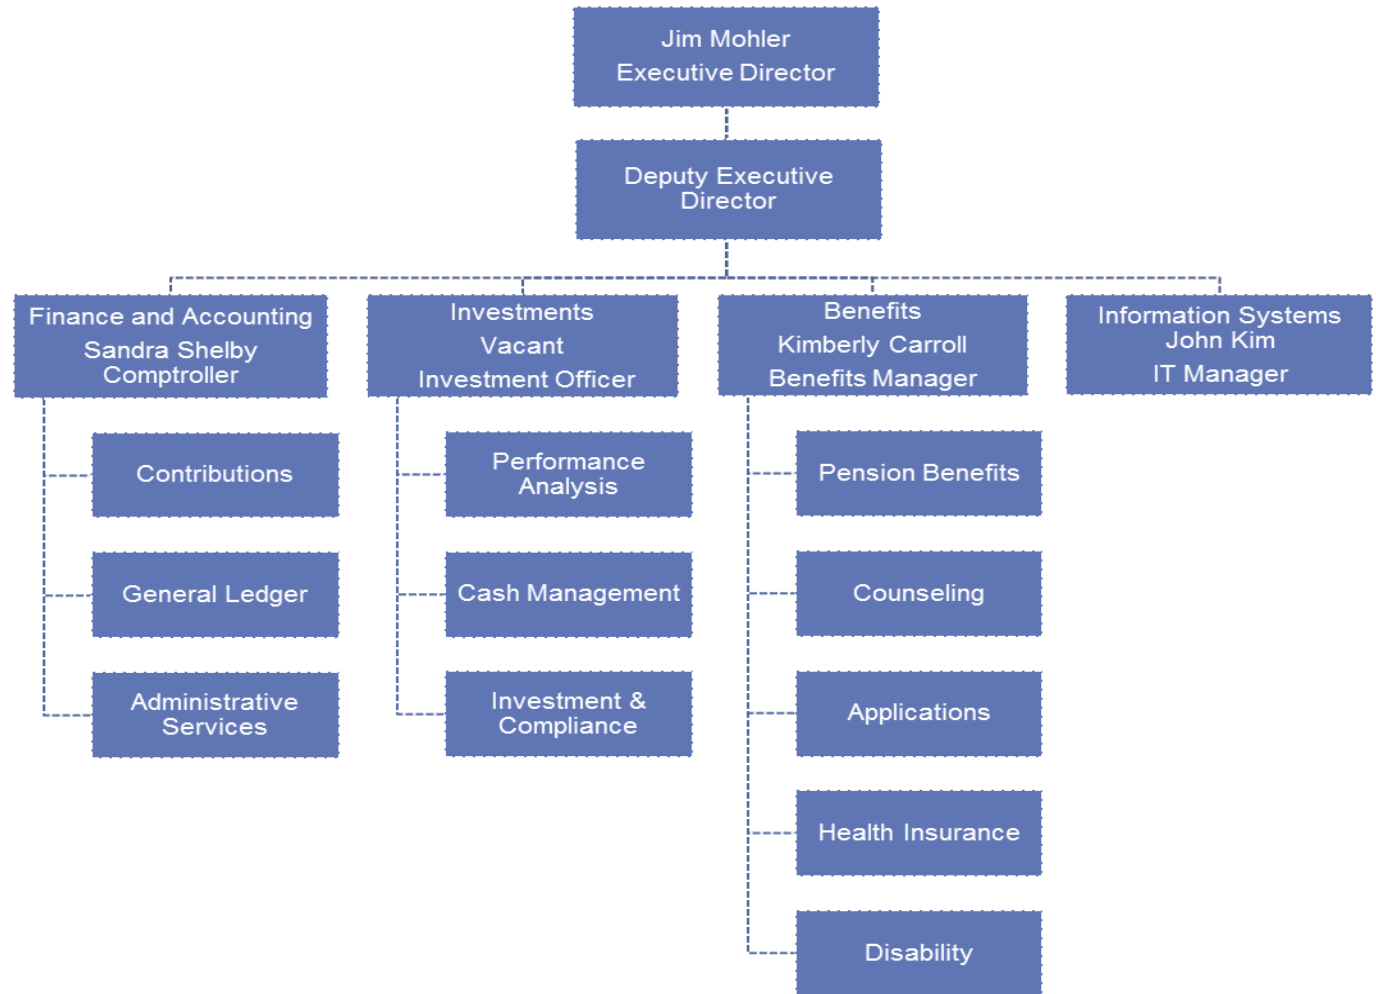 Jim Mohler
Executive Director
Deputy Executive
Director
Finance and Accounting
Sandra Shelby
Comptroller
Investments
Vacant
Investment Officer
Benefits
Kimberly Carroll
Benefits Manager
Information Systems
John Kim
IT Manager
Contributions
General Ledger
Administrative
Services
Performance
Analysis
Cash Management
Investment &
Compliance
Pension Benefits
Counseling
Applications
Health Insurance
Disability